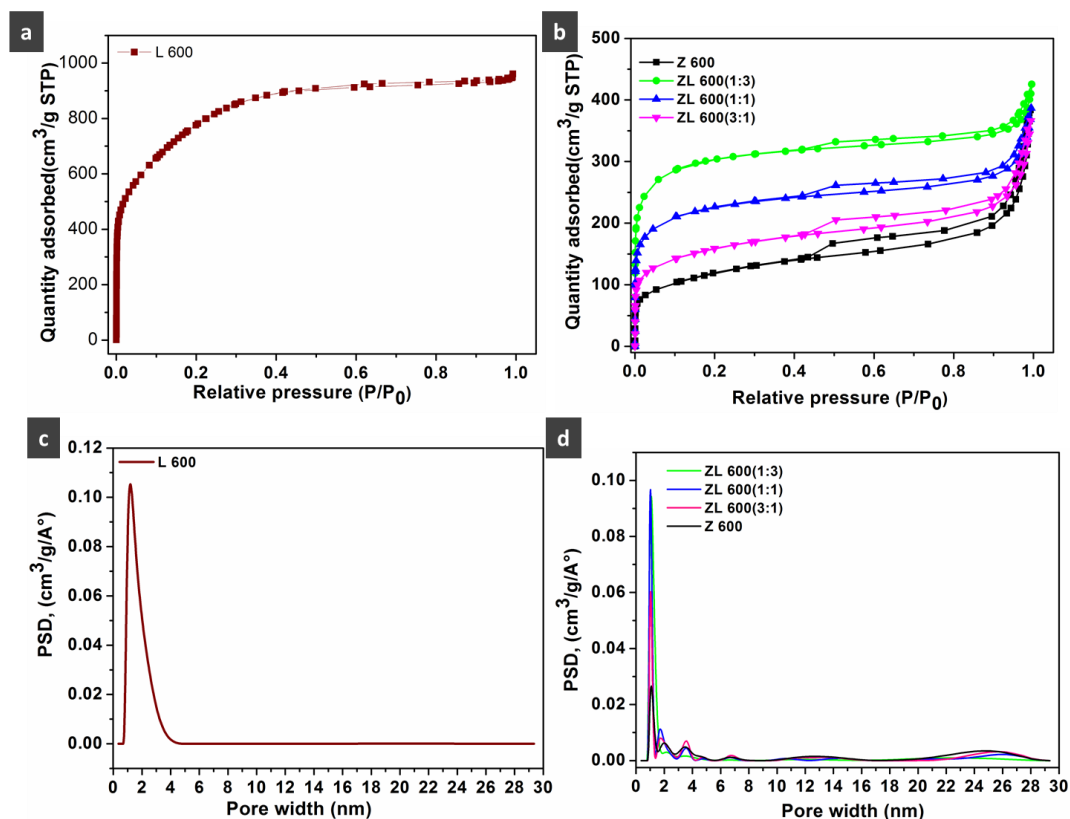 a
L 600
Quantity adsorbed(cm³/g STP)
1000
800
600
400
200
0
0.0 0.2 0.4 0.6 0.8 1.0
Relative pressure (P/P₀)
b
Z 600
ZL 600(1:3)
ZL 600(1:1)
ZL 600(3:1)
Quantity adsorbed(cm³/g STP)
500
400
300
200
100
0
0.0 0.2 0.4 0.6 0.8 1.0
Relative pressure (P/P₀)
c
L 600
PSD, (cm³/g/A°)
0.12
0.10
0.08
0.06
0.04
0.02
0.00
0 2 4 6 8 10 12 14 16 18 20 22 24 26 28 30
Pore width (nm)
d
ZL 600(1:3)
ZL 600(1:1)
ZL 600(3:1)
Z 600
PSD, (cm³/g/A°)
0.10
0.08
0.06
0.04
0.02
0.00
0 2 4 6 8 10 12 14 16 18 20 22 24 26 28 30
Pore width (nm)